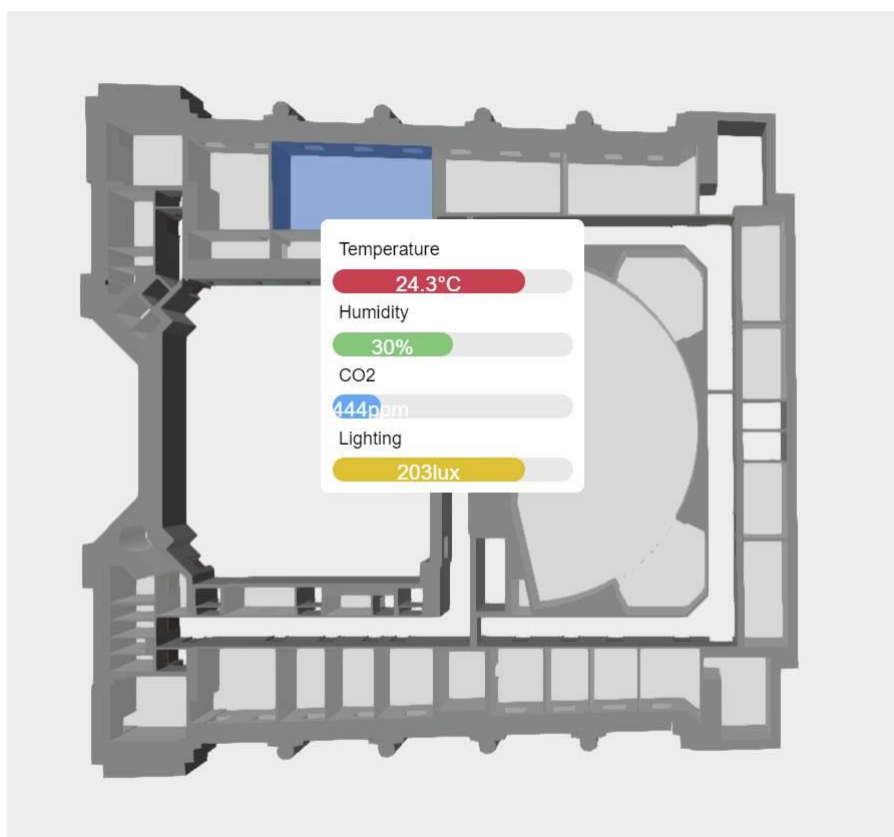 Temperature
24.3°C
Humidity
30%
CO2
444ppm
Lighting
203lux